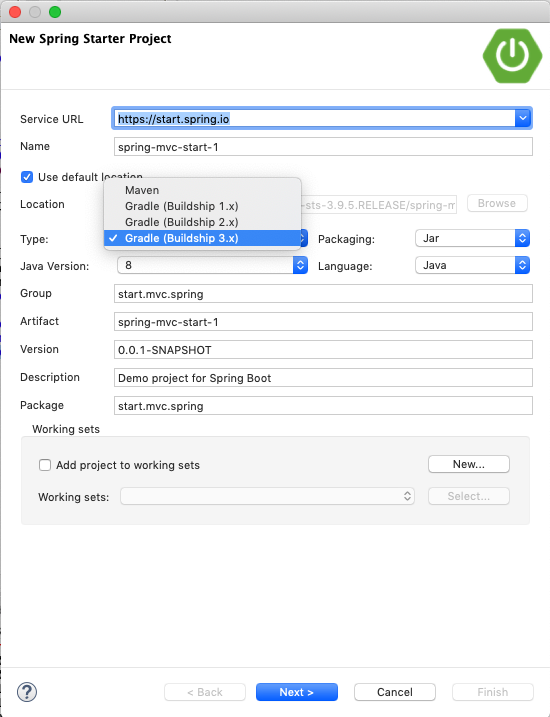 New Spring Starter Project
Service URL https://start.spring.io
Name spring-mvc-start-1
Use default location
Location -sts-3.9.5.RELEASE/spring-m Browse
Maven
Gradle (Buildship 1.x)
Gradle (Buildship 2.x)
Type: Gradle (Buildship 3.x) Packaging: Jar
Java Version: 8 Language: Java
Group start.mvc.spring
Artifact spring-mvc-start-1
Version 0.0.1-SNAPSHOT
Description Demo project for Spring Boot
Package start.mvc.spring
Working sets
Add project to working sets New...
Working sets: Select...
? < Back Next > Cancel Finish